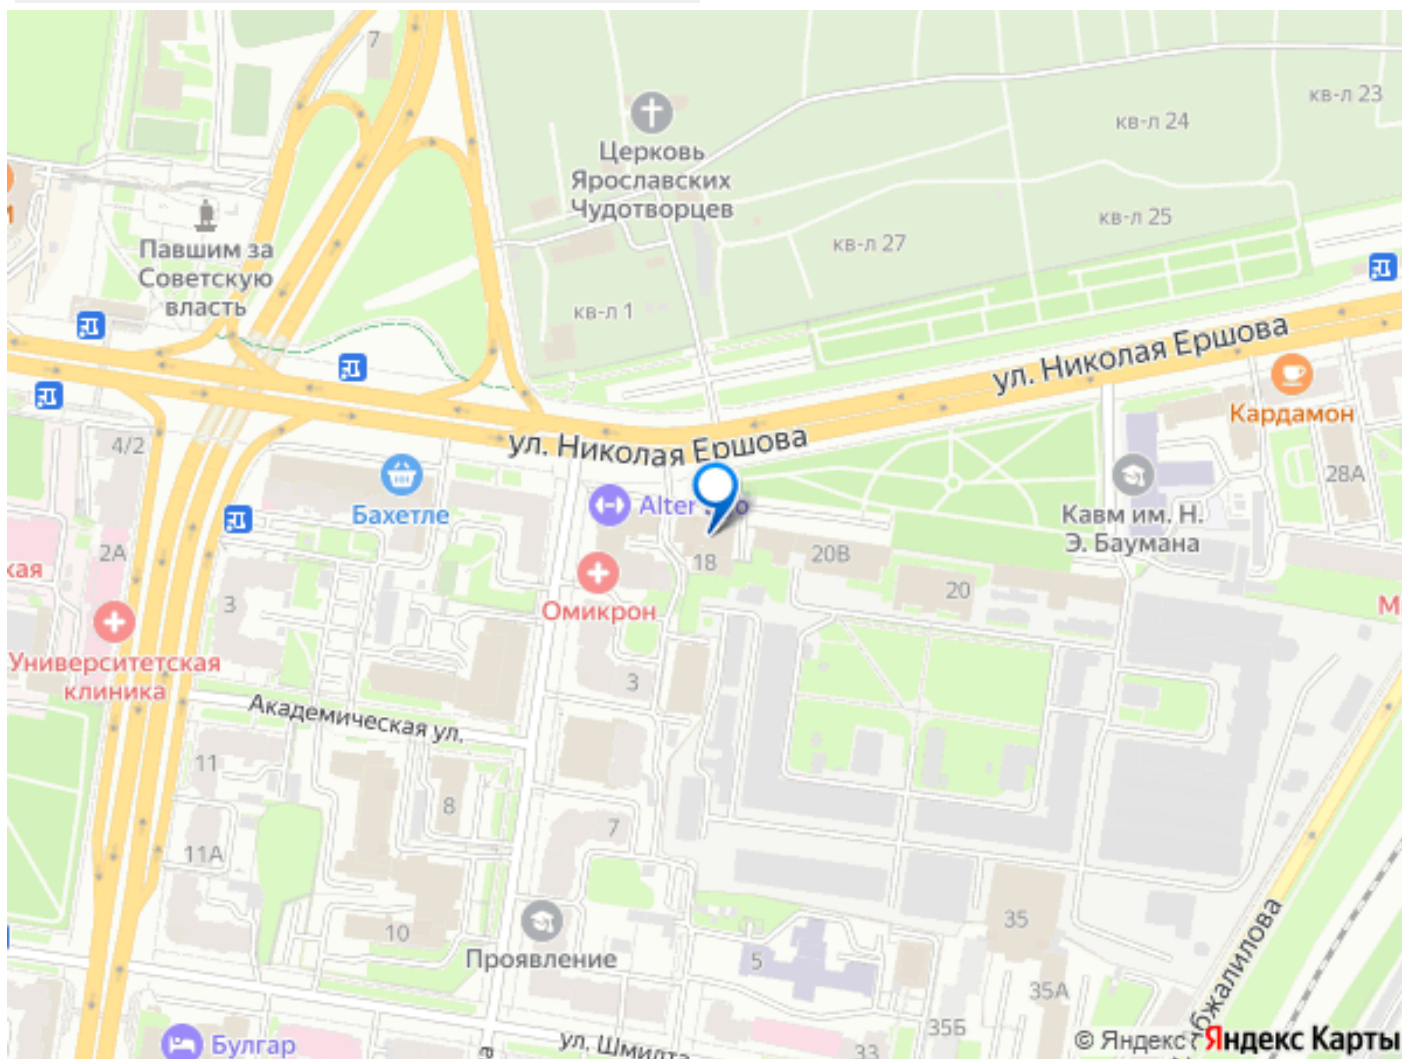 7
кв-л 23
кв-л 24
Церковь
Ярославских
Чудотворцев
кв-л 25
кв-л 27
Павшим за
Советскую
власть
кв-л 1
ул. Николая Ершова
Кардамон
4/2
ул. Николая Ершова
28А
Бахетле
Alter
Кавм им. Н.
Э. Баумана
2А
18
20В
20
3
Омикрон
Университетская
клиника
3
Академическая ул.
11
8
7
11А
10
35
Проявление
5
35А
35Б
Булгар
ул. Шмидта
33
© Яндекс
Яндекс Карты